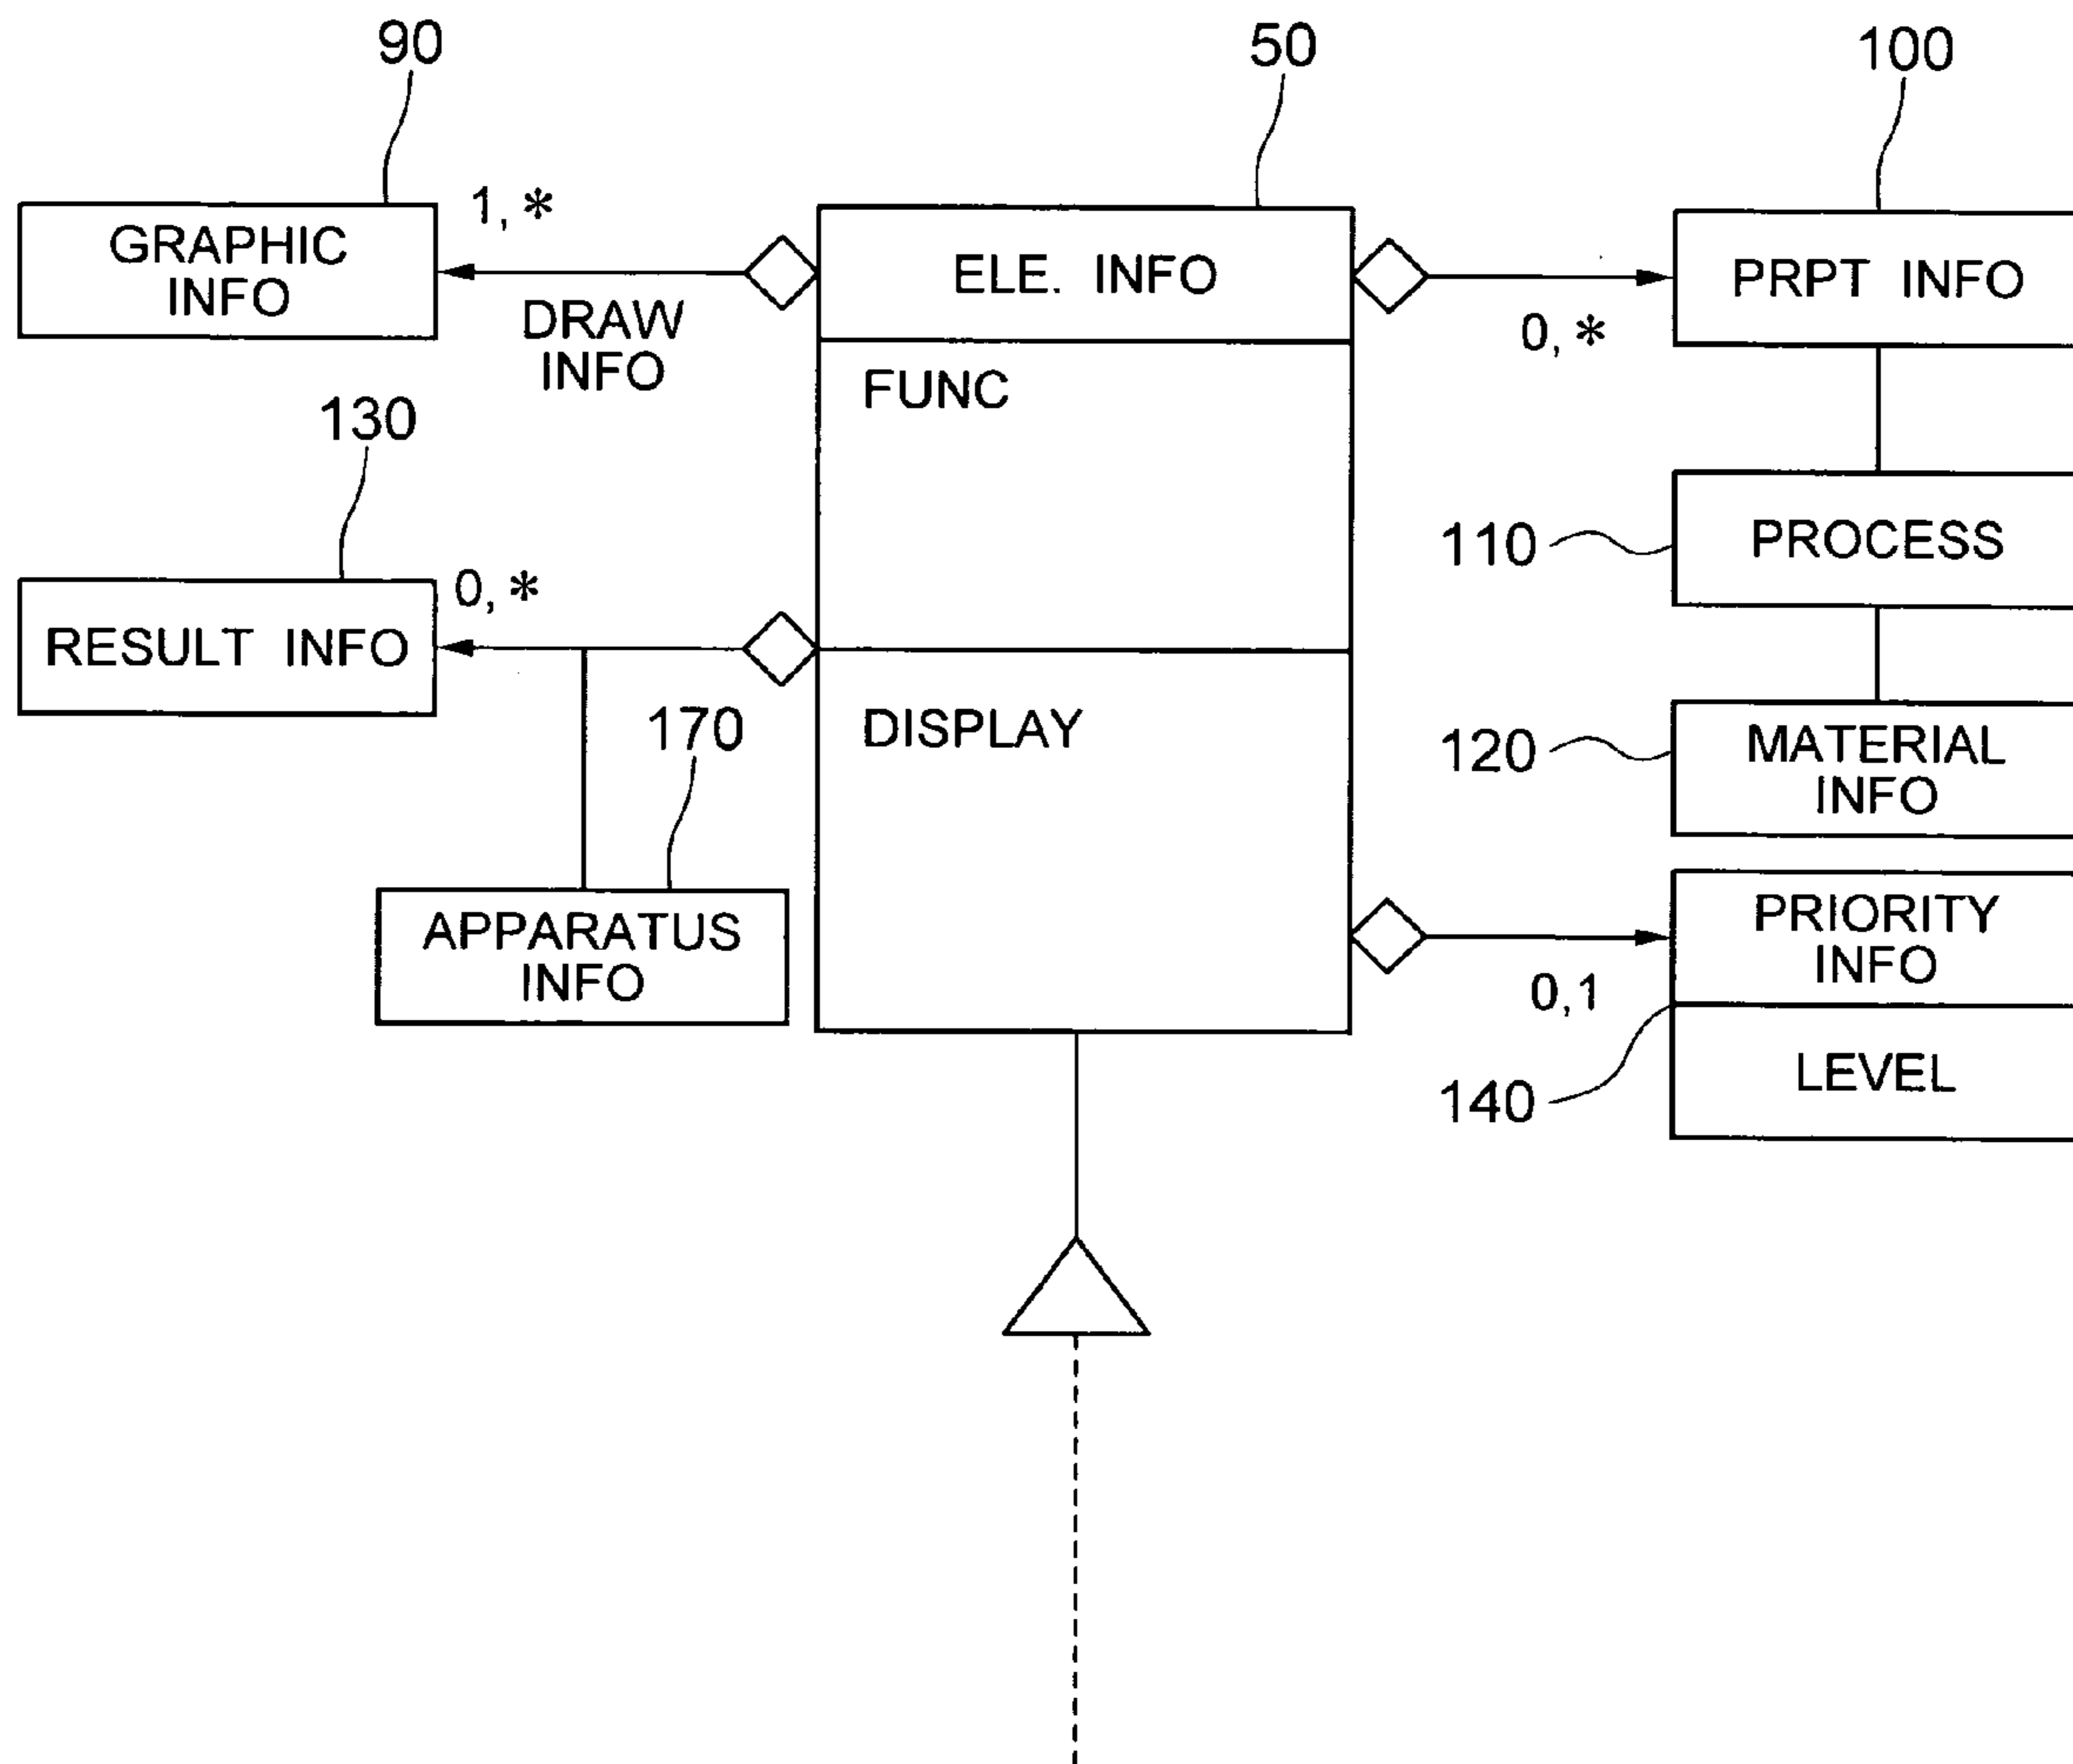 90
50
100
1,*
GRAPHIC
INFO
ELE. INFO
PRPT INFO
DRAW
INFO
0,*
FUNC
130
110
PROCESS
0,*
RESULT INFO
170
DISPLAY
120
MATERIAL
INFO
APPARATUS
INFO
PRIORITY
INFO
0,1
140
LEVEL